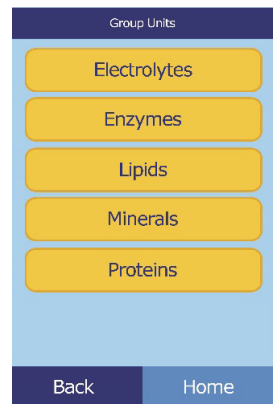 Group Units
Electrolytes
Enzymes
Lipids
Minerals
Proteins
Back Home